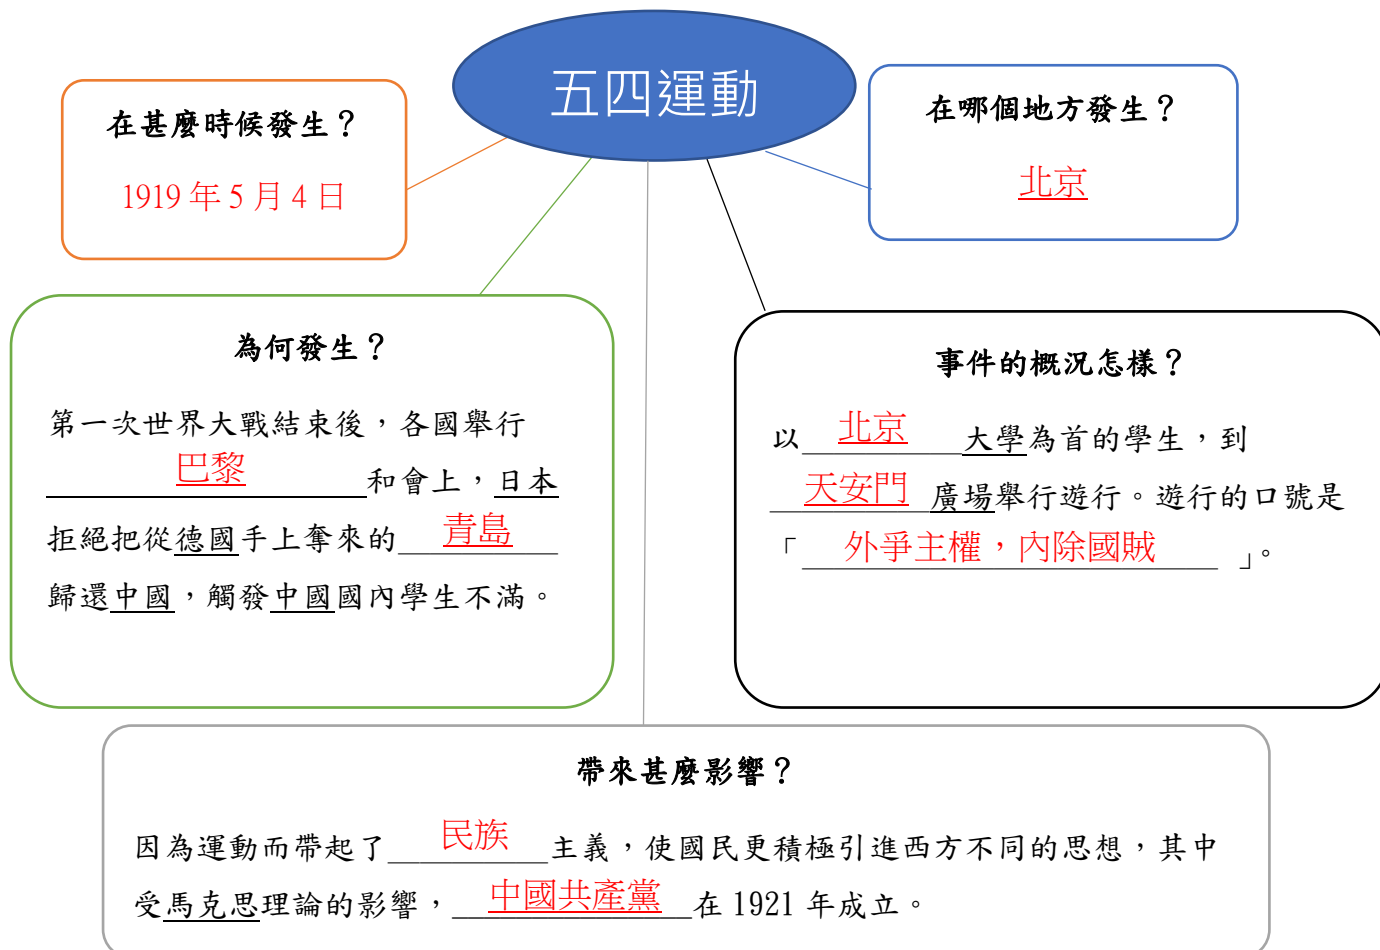 五四運動
在甚麼時候發生？
1919 年 5 月 4 日
在哪個地方發生？
北京
為何發生？
第一次世界大戰結束後，各國舉行
巴黎和會上，日本
拒絕把從德國手上奪來的青島
歸還中國，觸發中國國內學生不滿。
事件的概況怎樣？
以北京大學為首的學生，到
天安門廣場舉行遊行。遊行的口號是
「外爭主權，內除國賊」。
帶來甚麼影響？
因為運動而帶起了民族主義，使國民更積極引進西方不同的思想，其中
受馬克思理論的影響，中國共產黨在 1921 年成立。